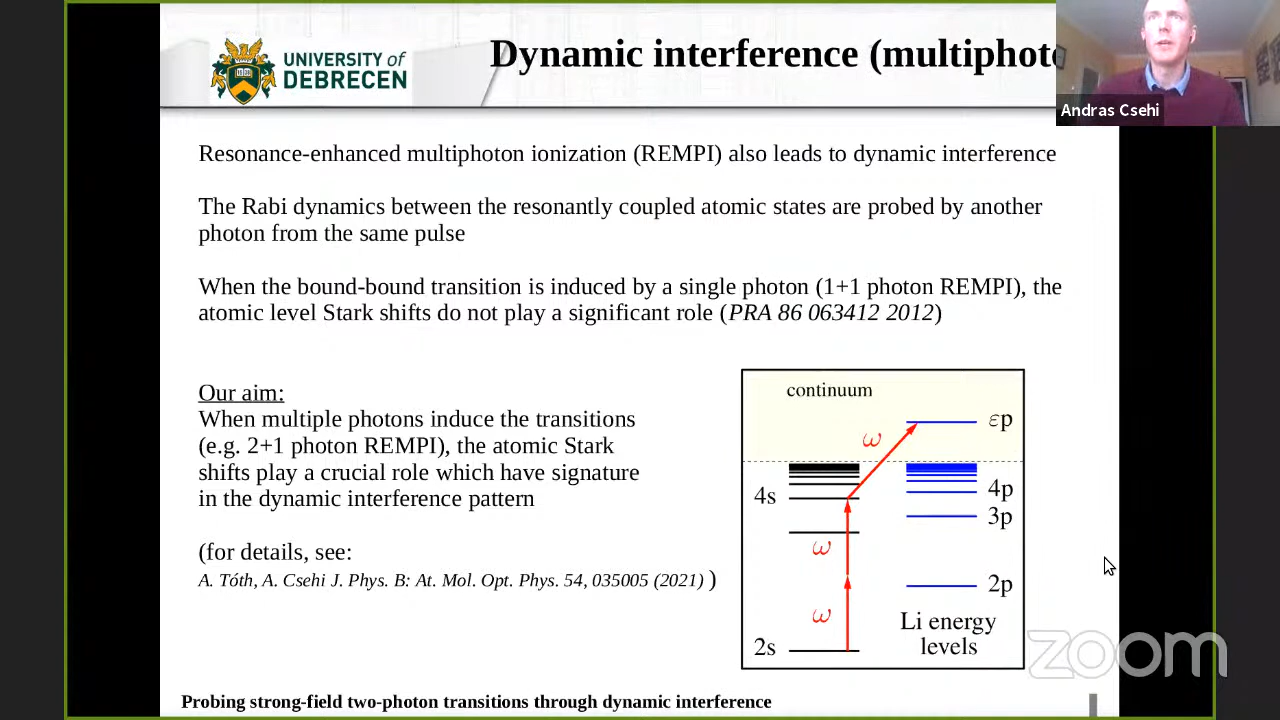 UNIVERSITY of
DEBRECEN
Dynamic interference (multiphot
Andras Csehi
Resonance-enhanced multiphoton ionization (REMPI) also leads to dynamic interference
The Rabi dynamics between the resonantly coupled atomic states are probed by another
photon from the same pulse
When the bound-bound transition is induced by a single photon (1+1 photon REMPI), the
atomic level Stark shifts do not play a significant role (PRA 86 063412 2012)
Our aim:
When multiple photons induce the transitions
(e.g. 2+1 photon REMPI), the atomic Stark
shifts play a crucial role which have signature
in the dynamic interference pattern
(for details, see:
A. Tóth, A. Csehi J. Phys. B: At. Mol. Opt. Phys. 54, 035005 (2021) )
continuum
εp
ω
4s
4p
3p
ω
2p
ω
Li energy
levels
2s
zoom
Probing strong-field two-photon transitions through dynamic interference